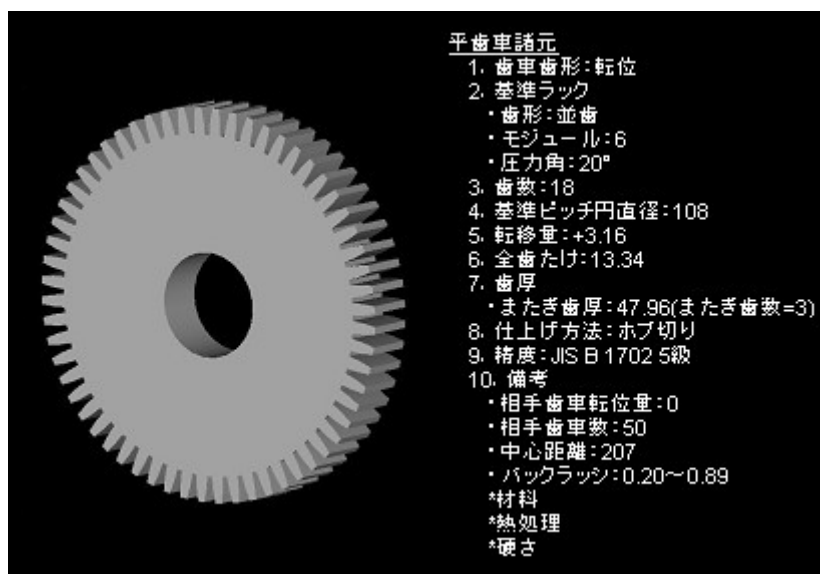 平歯車諸元
1. 歯車歯形:転位
2. 基準ラック
・歯形:並歯
・モジュール:6
・圧力角:20°
3. 歯数:18
4. 基準ピッチ円直径:108
5. 転移量:+3.16
6. 全歯たけ:13.34
7. 歯厚
・またぎ歯厚:47.96(またぎ歯数=3)
8. 仕上げ方法:ホブ切り
9. 精度:JIS B 1702 5級
10. 備考
・相手歯車転位量:0
・相手歯車数:50
・中心距離:207
・バックラッシ:0.20～0.89
*材料
*熱処理
*硬さ